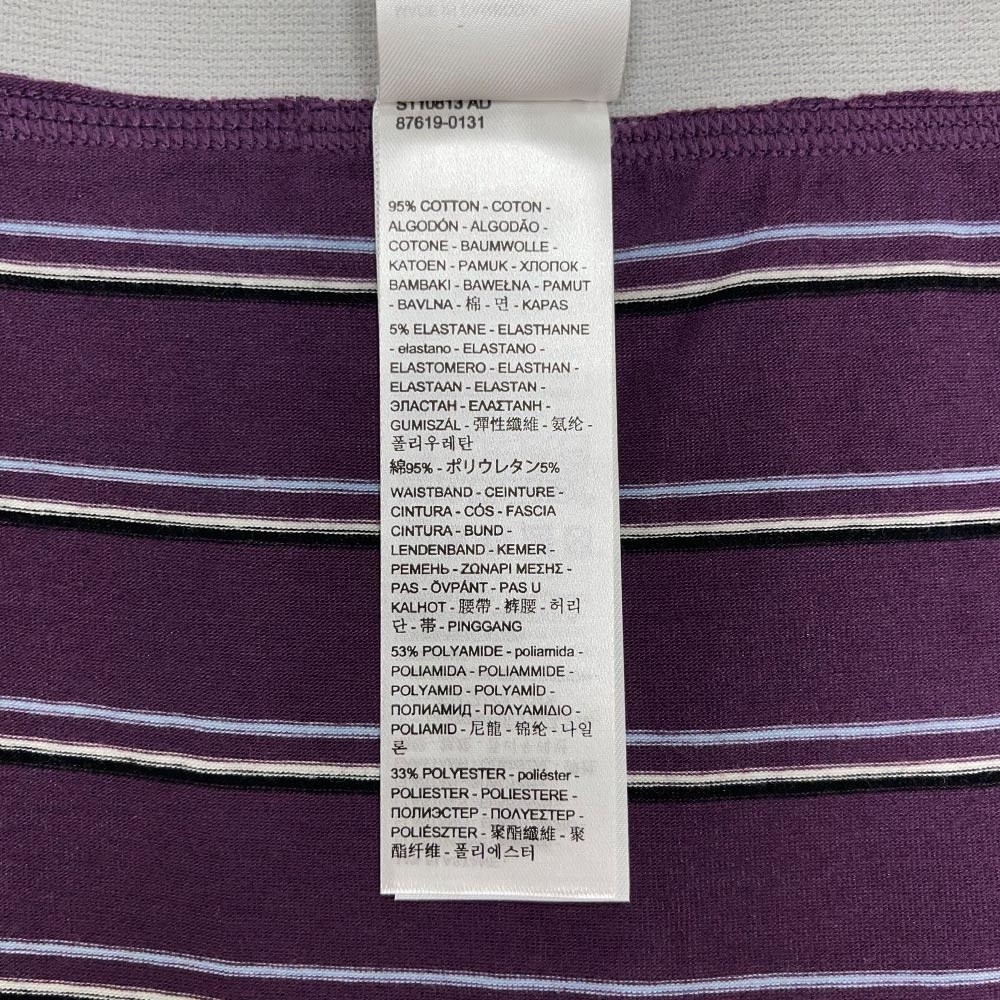 S110813 AD
87619-0131
95% COTTON - COTON -
ALGODÓN - ALGODÃO -
COTONE - BAUMWOLLE -
KATOEN - PAMUK - ХЛОПОК -
BAMBAKI - BAWEŁNA - PAMUT
- BAVLNA - 棉 - 면 - KAPAS
5% ELASTANE - ELASTHANNE
- elastano - ELASTANO -
ELASTOMERO - ELASTHAN -
ELASTAAN - ELASTAN -
ЭЛАСТАН - ΕΛΑΣΤΑΝΗ -
GUMISZÁL - 彈性纖維 - 氨纶 -
폴리우레탄
綿95% - ポリウレタン5%
WAISTBAND - CEINTURE -
CINTURA - CÓS - FASCIA
CINTURA - BUND -
LENDENBAND - KEMER -
РЕМЕНЬ - ΖΩΝΑΡΙ ΜΕΣΗΣ -
PAS - ÖVPÁNT - PAS U
KALHOT - 腰帶 - 裤腰 - 허리
단 - 帯 - PINGGANG
53% POLYAMIDE - poliamida -
POLIAMIDA - POLIAMMIDE -
POLYAMID - POLYAMİD -
ПОЛИАМИД - ΠΟΛΥΑΜΙΔΙΟ -
POLIAMID - 尼龍 - 锦纶 - 나일
론
33% POLYESTER - poliéster -
POLIESTER - POLIESTERE -
ПОЛИЭСТЕР - ΠΟΛΥΕΣΤΕΡ -
POLIÉSZTER - 聚酯纖維 - 聚
酯纤维 - 폴리에스터